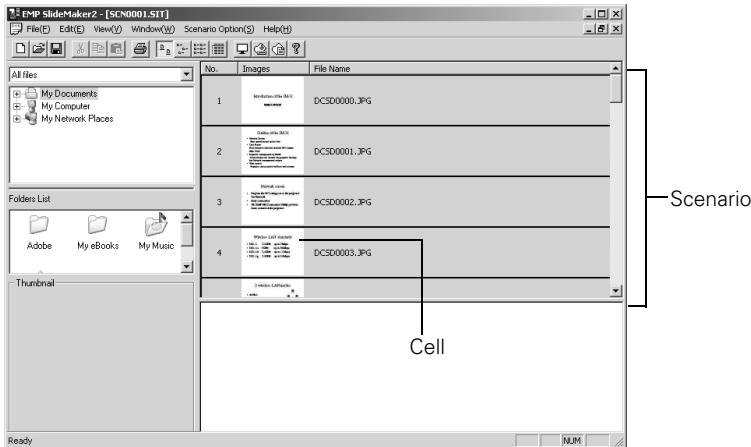 EMP SlideMaker2 - [SCN0001.SIT]
File(F) Edit(E) View(V) Window(W) Scenario Option(S) Help(H)
All files
My Documents
My Computer
My Network Places
Folders List
Adobe My eBooks My Music
Thumbnail
No. Images File Name
1 DCSD0000.JPG
2 DCSD0001.JPG
3 DCSD0002.JPG
4 DCSD0003.JPG
Scenario
Cell
Ready NUM